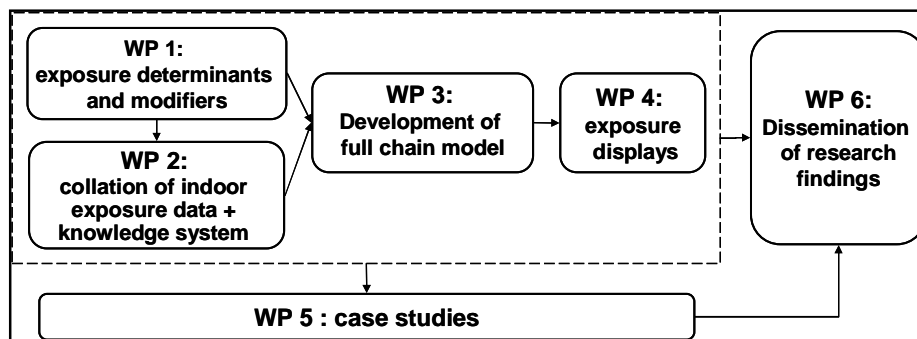 WP 1:
exposure determinants
and modifiers
WP 2:
collation of indoor
exposure data +
knowledge system
WP 3:
Development of
full chain model
WP 4:
exposure
displays
WP 6:
Dissemination
of research
findings
WP 5 : case studies